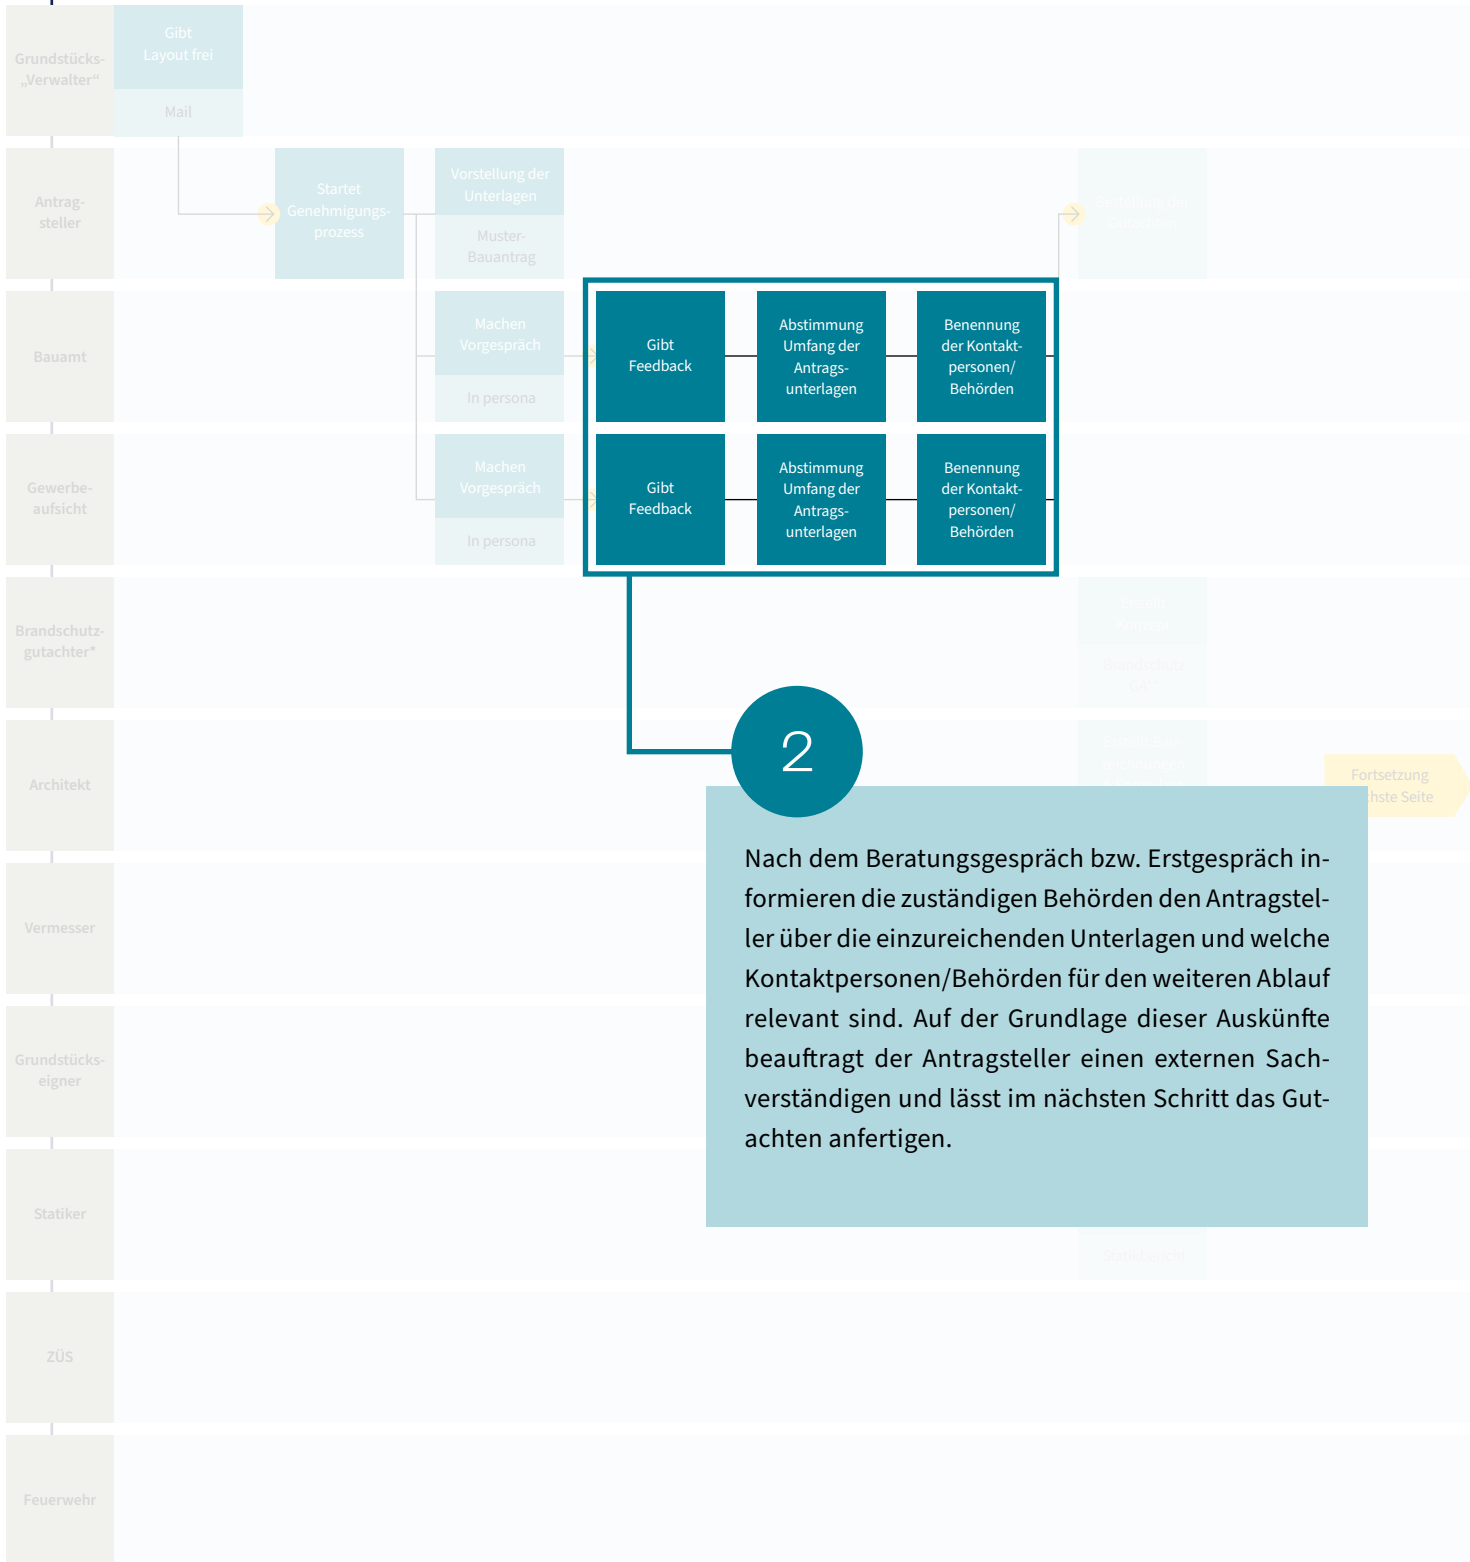 Gibt
Layout frei
Grundstücks-
„Verwalter“
Mail
Antrag-
steller
Startet
Genehmigungs-
prozess
Vorstellung der
Unterlagen
Muster-
Bauantrag
Bauamt
Machen
Vorgespräch
In persona
Gibt
Feedback
Abstimmung
Umfang der
Antrags-
unterlagen
Benennung
der Kontakt-
personen/
Behörden
Gewerbe-
aufsicht
Machen
Vorgespräch
In persona
Gibt
Feedback
Abstimmung
Umfang der
Antrags-
unterlagen
Benennung
der Kontakt-
personen/
Behörden
Brandschutz-
gutachter*
Erstellt
Brandschutz
Architekt
2
Fortsetzung
Seite
Nach dem Beratungsgespräch bzw. Erstgespräch in-
formieren die zuständigen Behörden den Antragstel-
ler über die einzureichenden Unterlagen und welche
Kontaktpersonen/Behörden für den weiteren Ablauf
relevant sind. Auf der Grundlage dieser Auskünfte
beauftragt der Antragsteller einen externen Sach-
verständigen und lässt im nächsten Schritt das Gut-
achten anfertigen.
Vermesser
Grundstücks-
eigner
Statiker
ZÜS
Feuerwehr